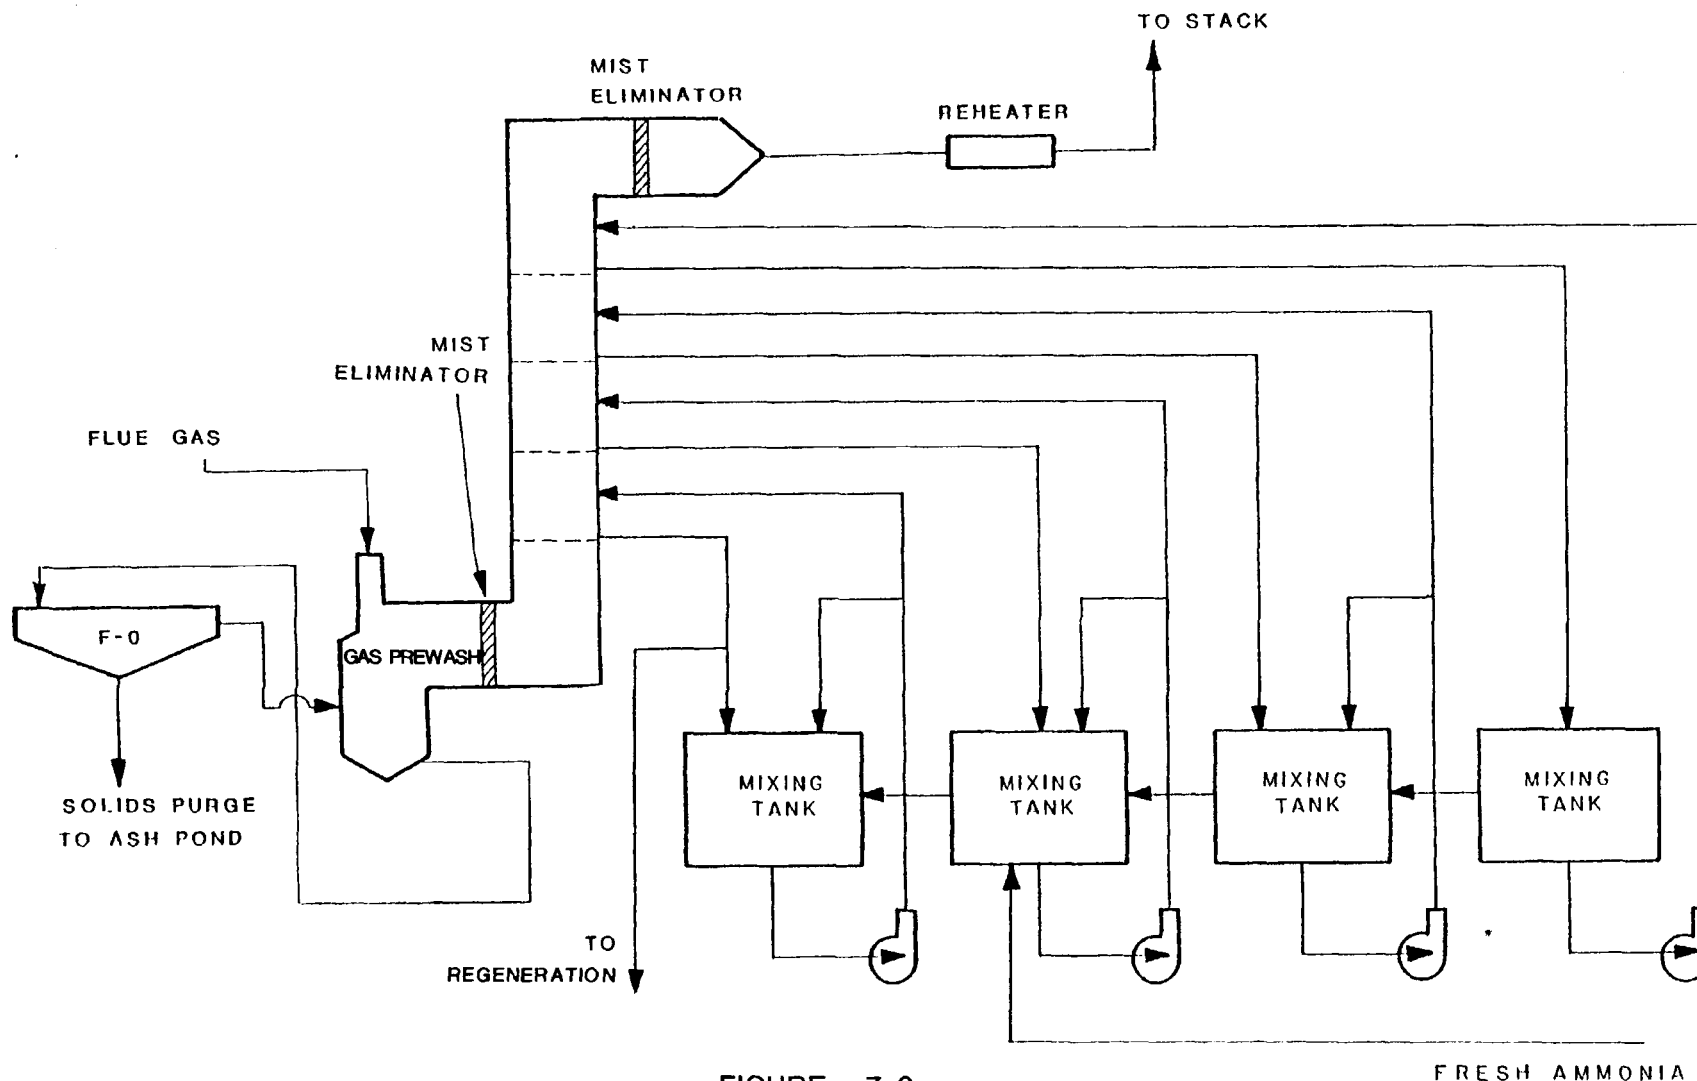 TO STACK
MIST
ELIMINATOR
REHEATER
MIST
ELIMINATOR
FLUE GAS
F-0
GAS PREWASH
SOLIDS PURGE
TO ASH POND
MIXING
TANK
MIXING
TANK
MIXING
TANK
MIXING
TANK
TO
REGENERATION
FRESH AMMONIA
FIGURE